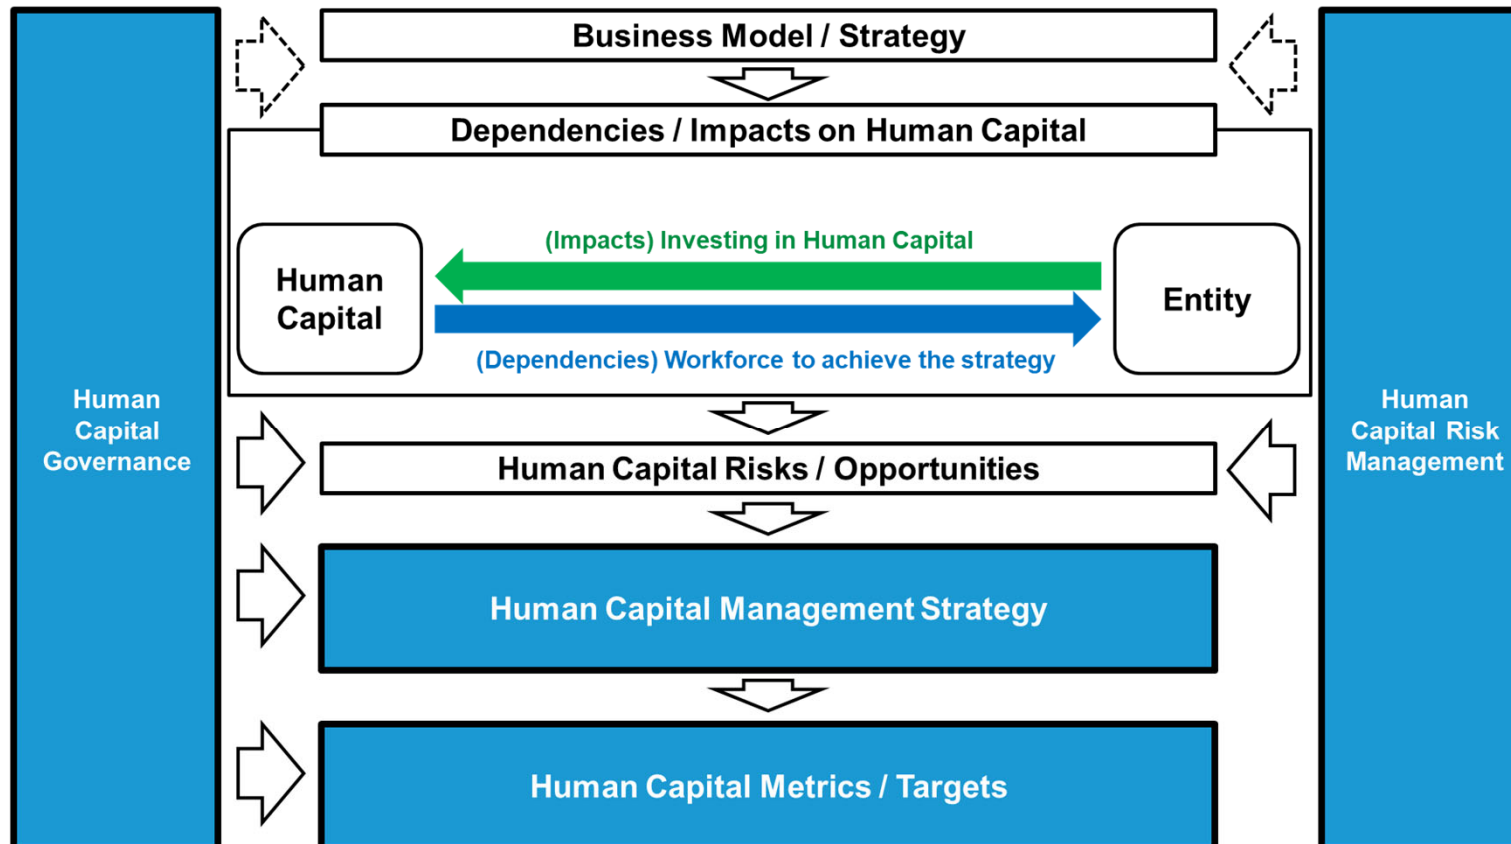 Business Model / Strategy
Dependencies / Impacts on Human Capital
(Impacts) Investing in Human Capital
Human
Capital
Entity
(Dependencies) Workforce to achieve the strategy
Human
Capital
Governance
Human
Capital Risk
Management
Human Capital Risks / Opportunities
Human Capital Management Strategy
Human Capital Metrics / Targets